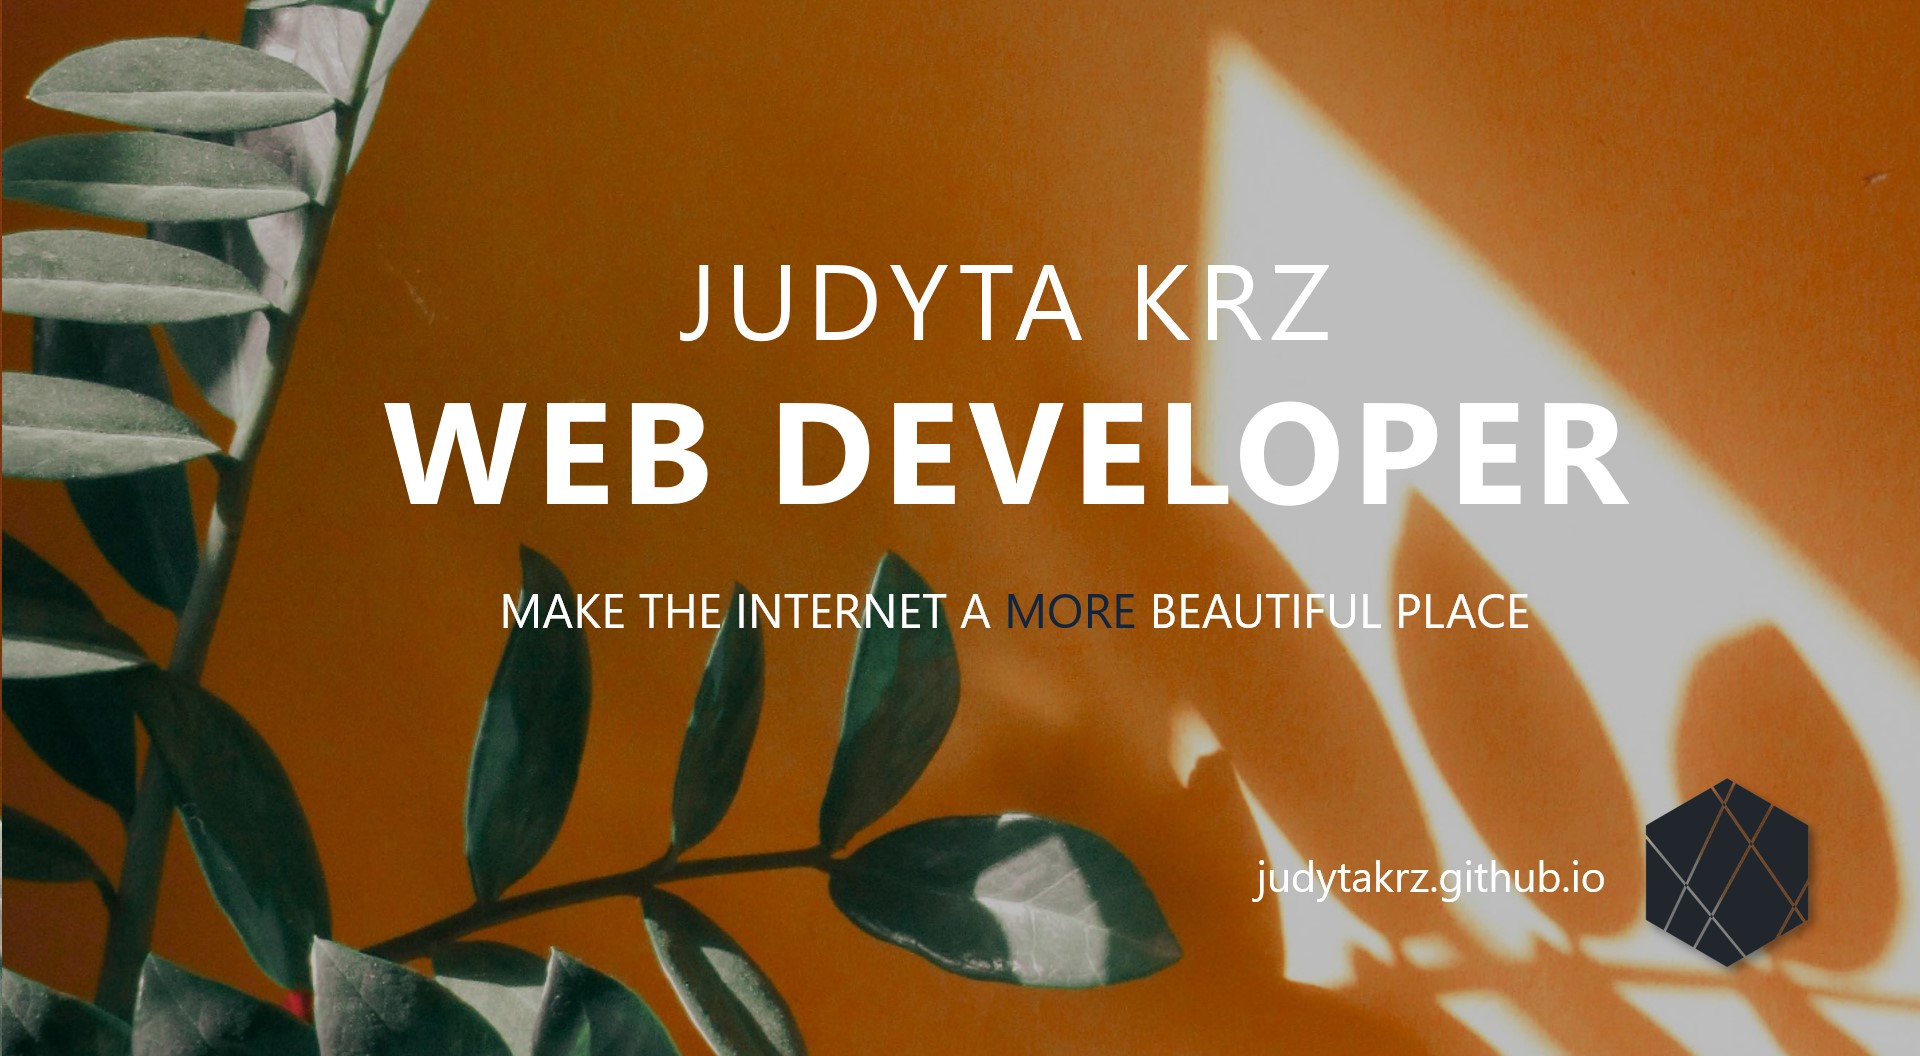 JUDYTA KRZ
WEB DEVELOPER
MAKE THE INTERNET A MORE BEAUTIFUL PLACE
judytakrz.github.io